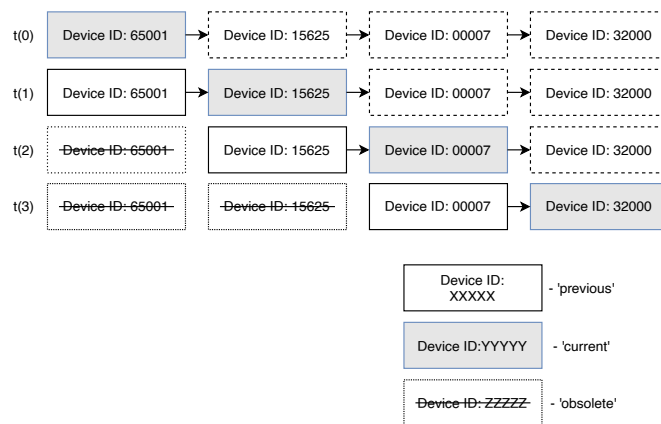 t(0) Device ID: 65001 Device ID: 15625 Device ID: 00007 Device ID: 32000
t(1) Device ID: 65001 Device ID: 15625 Device ID: 00007 Device ID: 32000
t(2) Device ID: 65001 Device ID: 15625 Device ID: 00007 Device ID: 32000
t(3) Device ID: 65001 Device ID: 15625 Device ID: 00007 Device ID: 32000
Device ID:
XXXXX
- 'previous'
Device ID:YYYYY - 'current'
Device ID: ZZZZZ - 'obsolete'